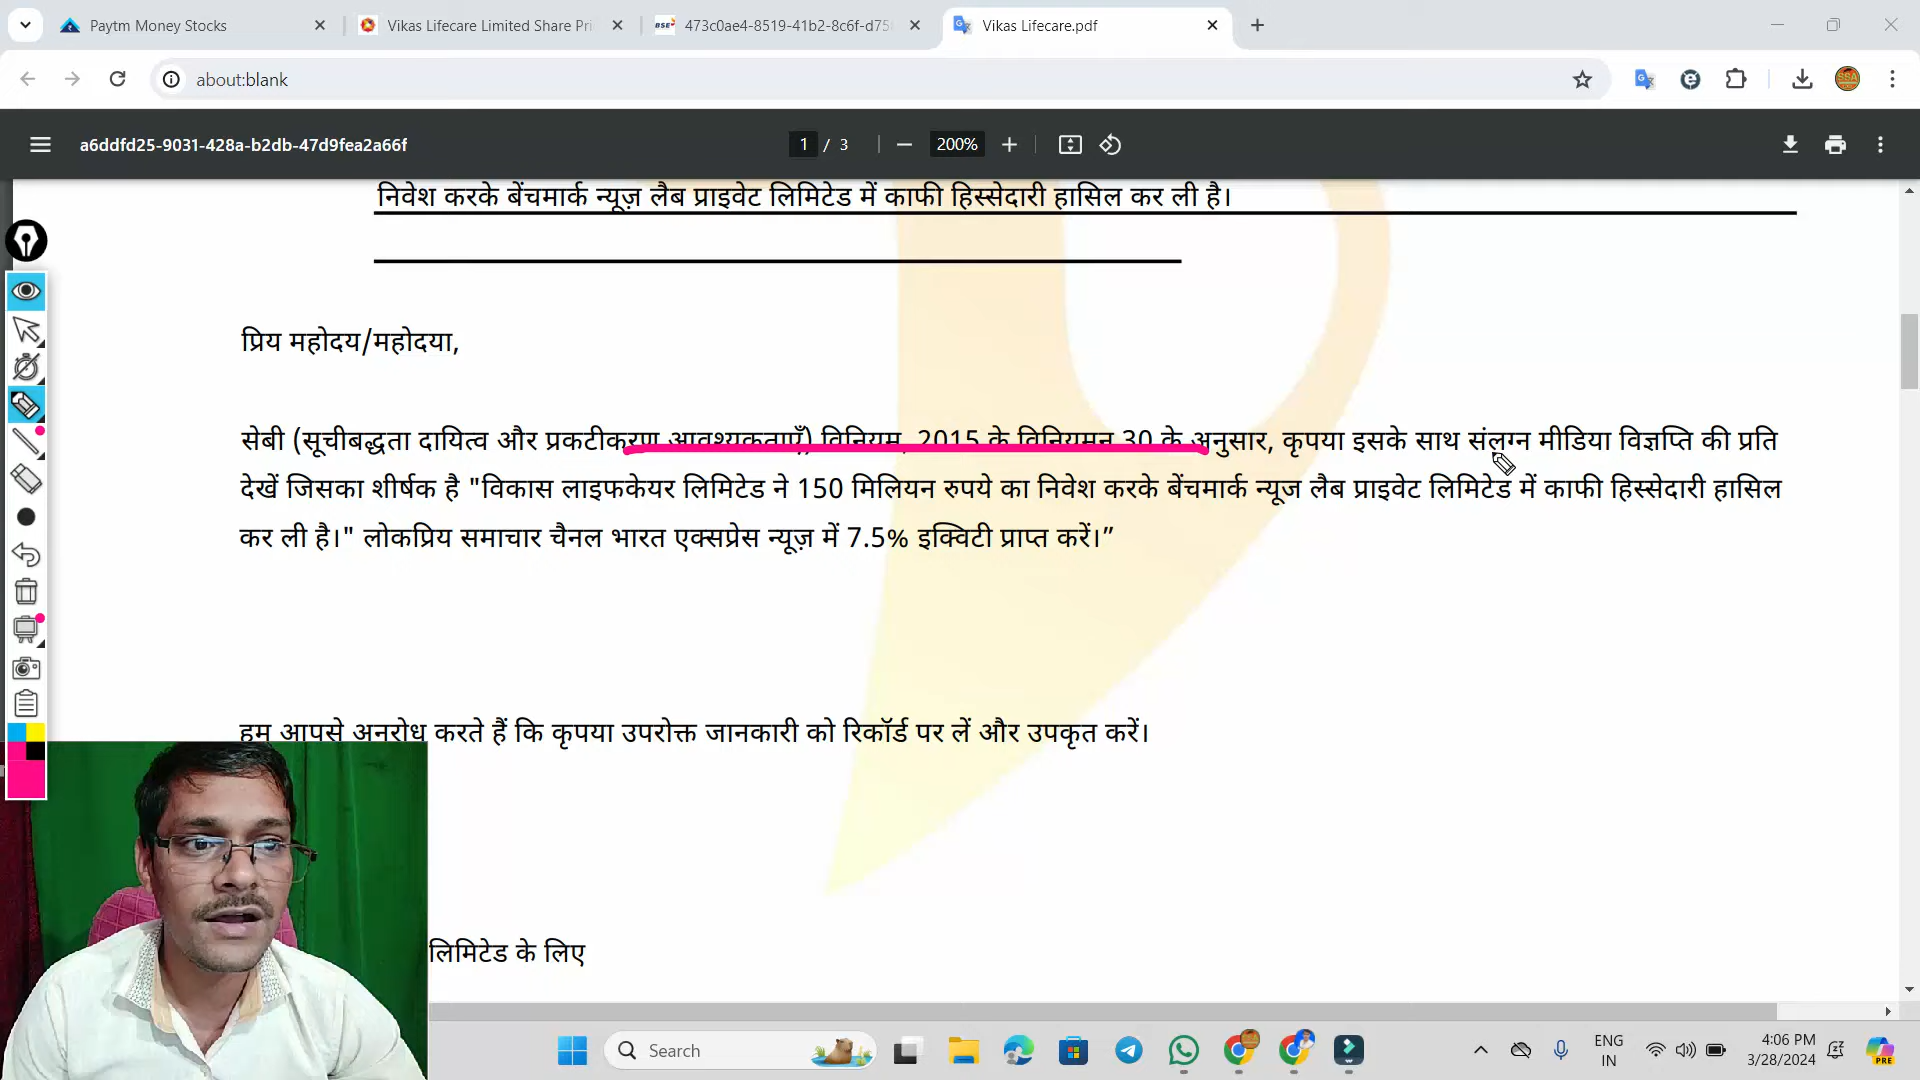 Paytm Money Stocks
Vikas Lifecare Limited Share Pri
BSE 473c0ae4-8519-41b2-8c6f-d75
Vikas Lifecare.pdf
about:blank
a6ddfd25-9031-428a-b2db-47d9fea2a66f
1 / 3
200%
निवेश करके बेंचमार्क न्यूज़ लैब प्राइवेट लिमिटेड में काफी हिस्सेदारी हासिल कर ली है।
प्रिय महोदय/महोदया,
सेबी (सूचीबद्धता दायित्व और प्रकटीकरण आवश्यकताएँ) विनियम, 2015 के विनियमन 30 के अनुसार, कृपया इसके साथ संलग्न मीडिया विज्ञप्ति की प्रति
देखें जिसका शीर्षक है "विकास लाइफकेयर लिमिटेड ने 150 मिलियन रुपये का निवेश करके बेंचमार्क न्यूज लैब प्राइवेट लिमिटेड में काफी हिस्सेदारी हासिल
कर ली है।" लोकप्रिय समाचार चैनल भारत एक्सप्रेस न्यूज़ में 7.5% इक्विटी प्राप्त करें।”
हम आपसे अनुरोध करते हैं कि कृपया उपरोक्त जानकारी को रिकॉर्ड पर लें और उपकृत करें।
लिमिटेड के लिए
Search
ENG
IN
4:06 PM
3/28/2024
PRE